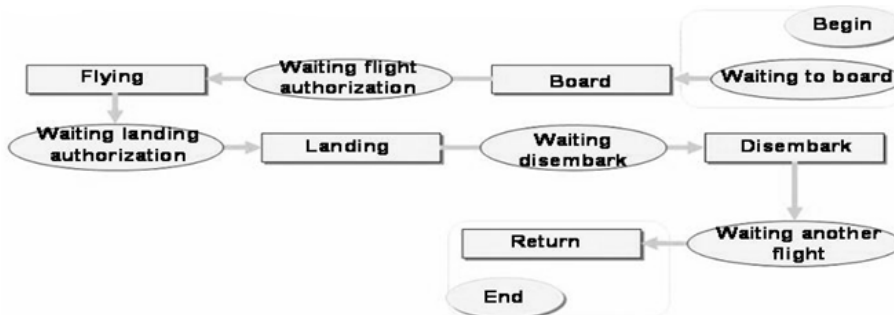 Begin
Waiting to board
Board
Waiting flight
authorization
Flying
Waiting landing
authorization
Landing
Waiting
disembark
Disembark
Waiting another
flight
Return
End